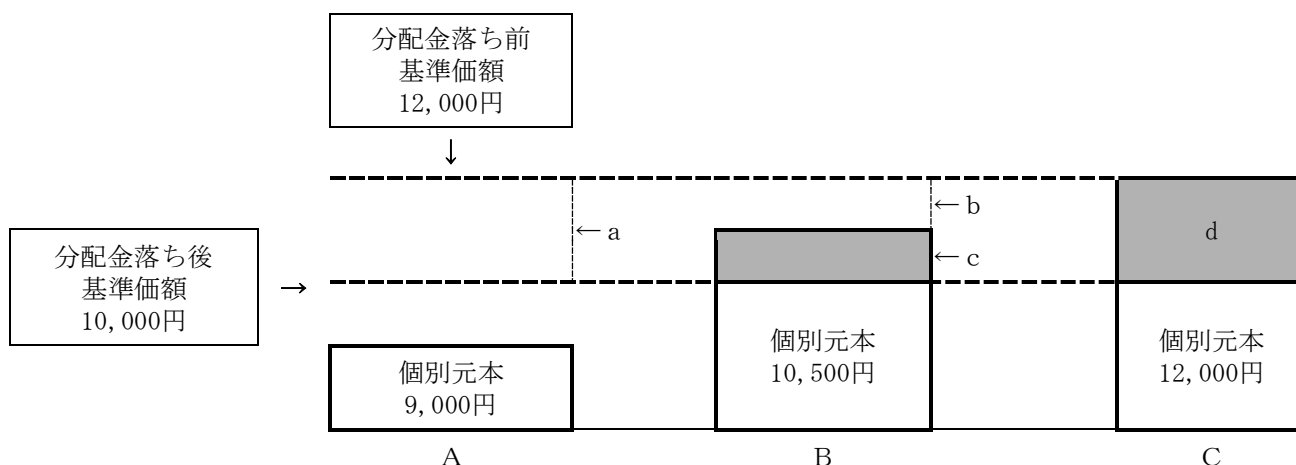 分配金落ち前
基準価額
12,000円
↓
←b
←a
d
分配金落ち後
基準価額
10,000円
→
←c
個別元本
9,000円
個別元本
10,500円
個別元本
12,000円
A
B
C